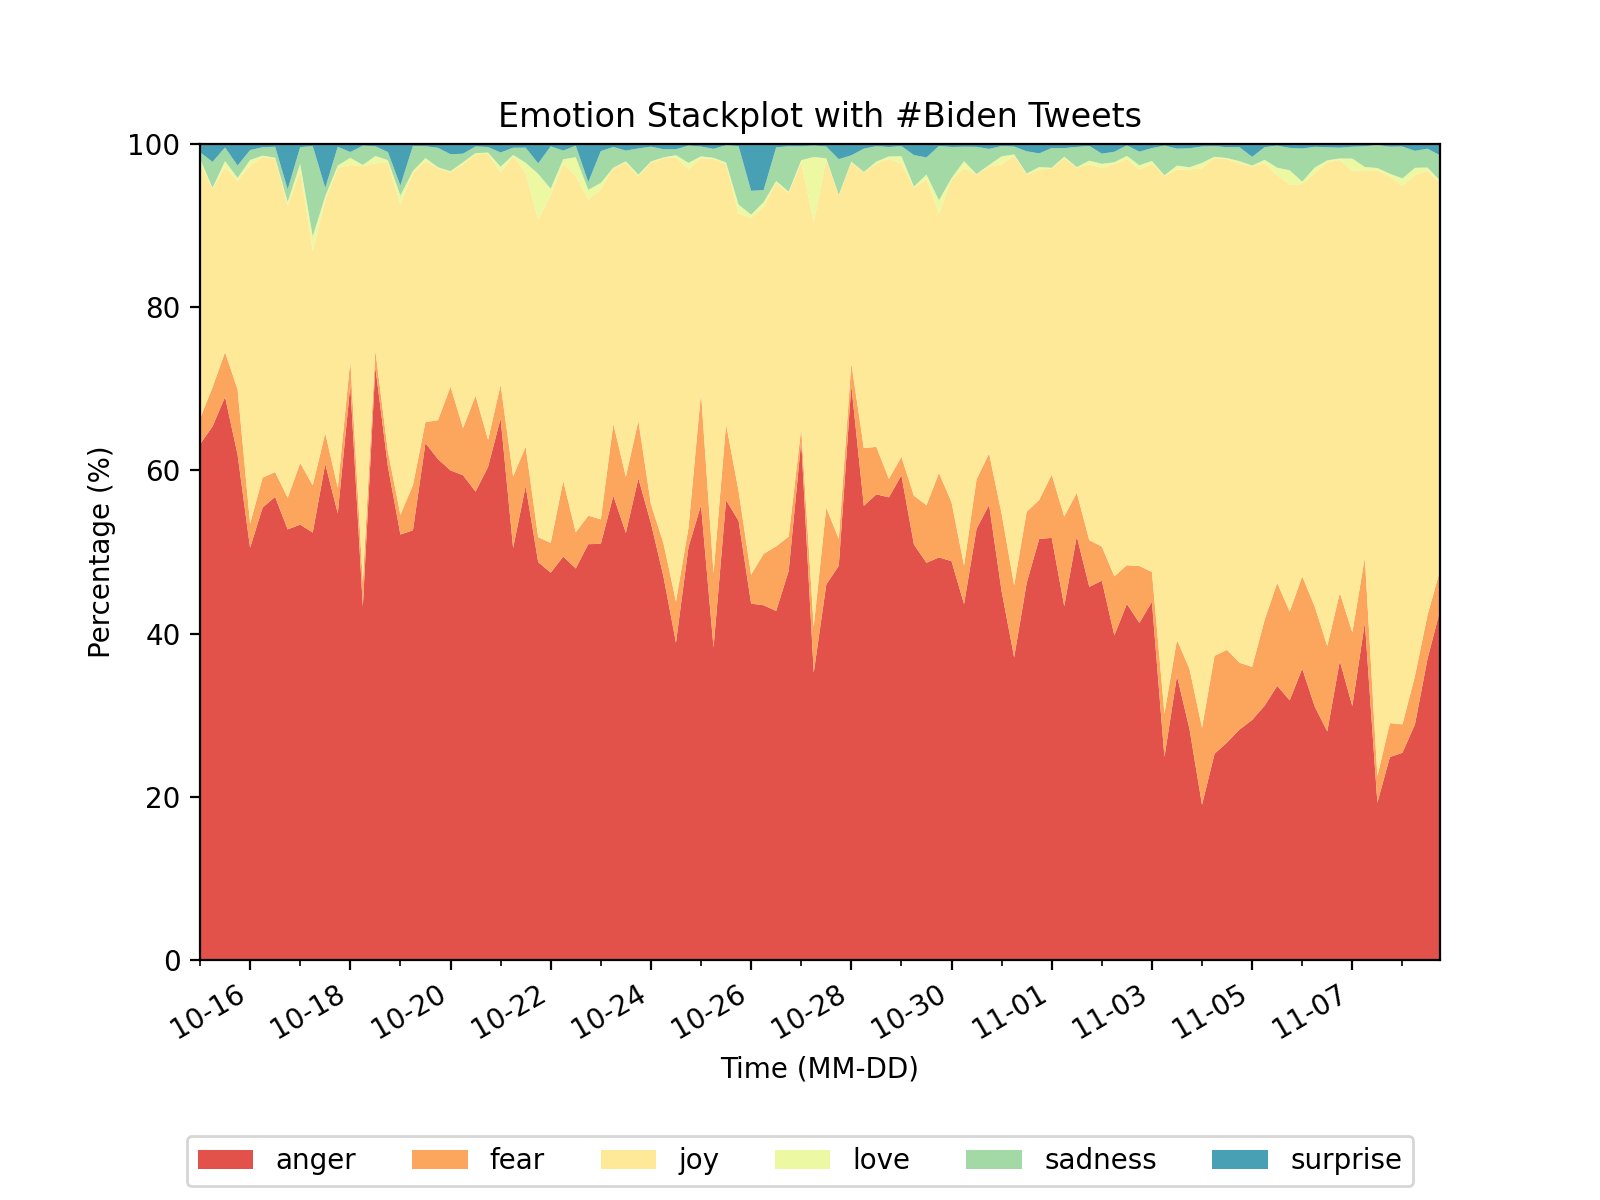 Emotion Stackplot with #Biden Tweets
100
80
60
40
20
0
Percentage (%)
10-16 10-18 10-20 10-22 10-24 10-26 10-28 10-30 11-01 11-03 11-05 11-07
Time (MM-DD)
anger fear joy love sadness surprise